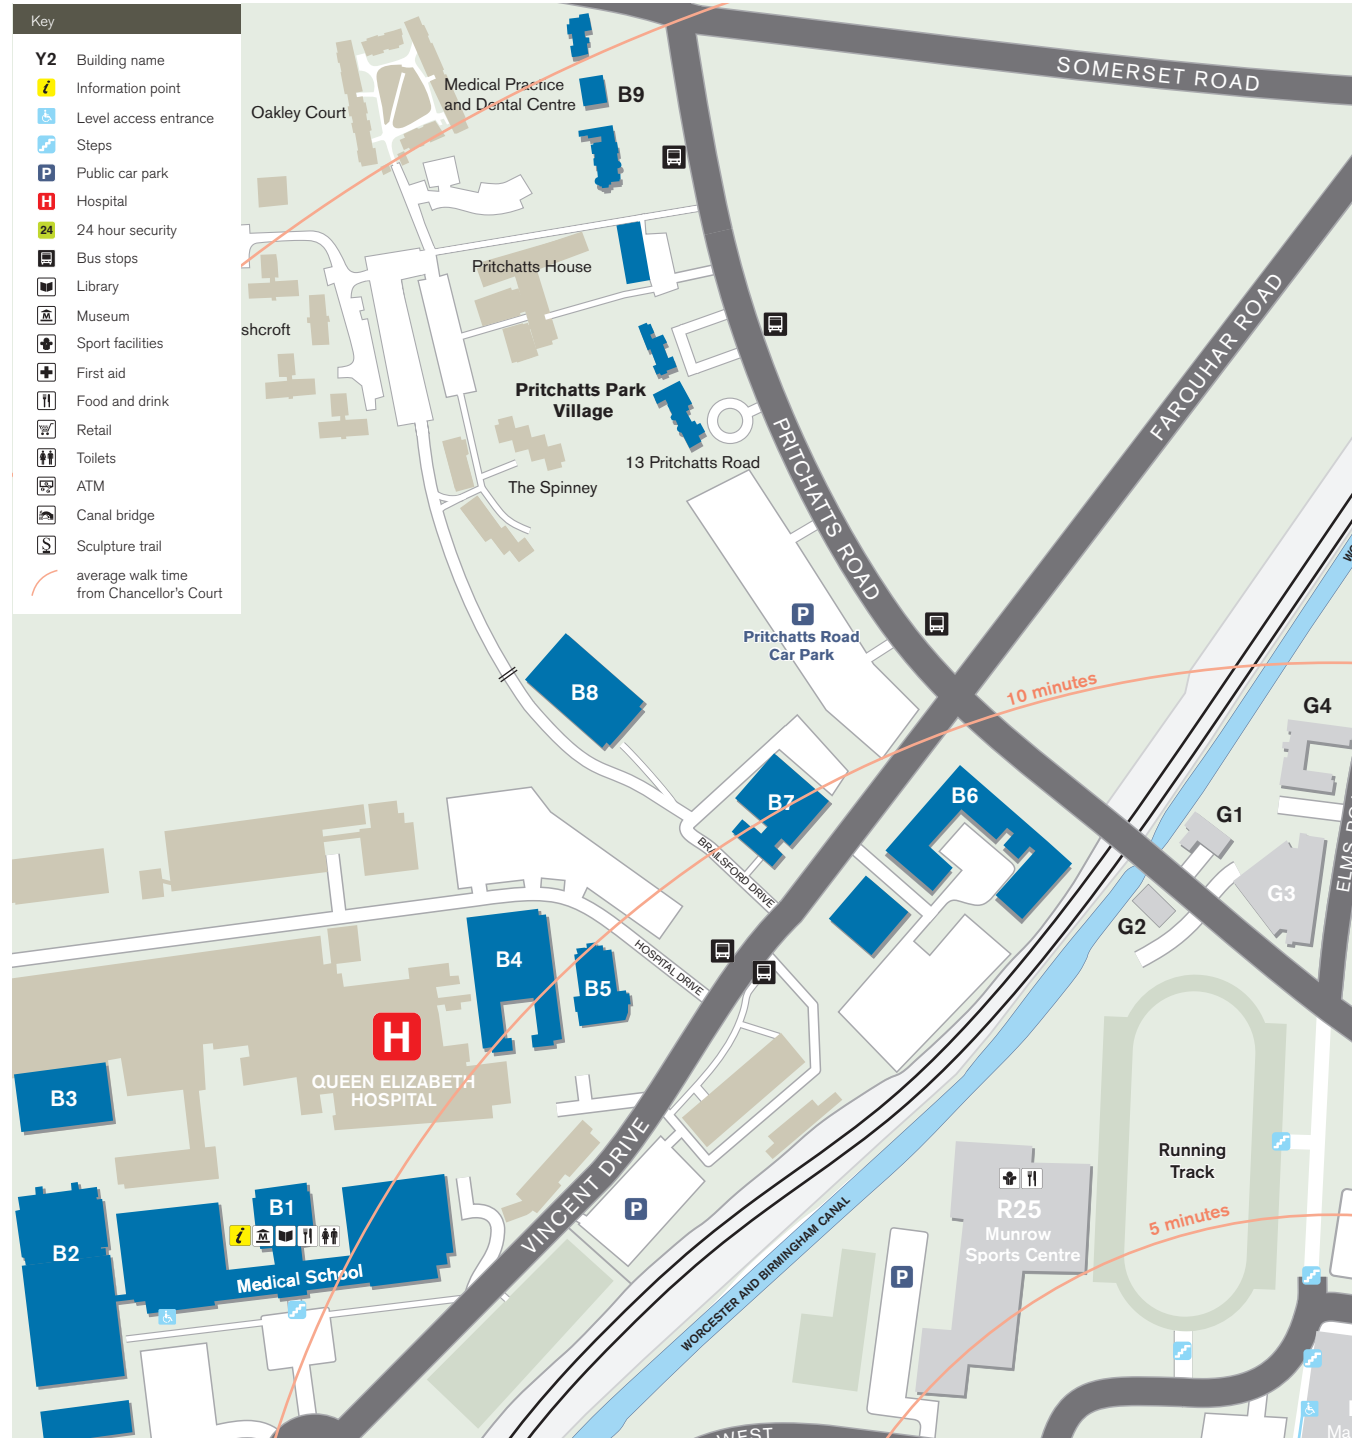 Key
Y2 Building name
i Information point
Level access entrance
Steps
P Public car park
H Hospital
24 24 hour security
Bus stops
Library
M Museum
Sport facilities
First aid
Food and drink
Retail
Toilets
ATM
Canal bridge
S Sculpture trail
average walk time
from Chancellor's Court
SOMERSET ROAD
Medical Practice
and Dental Centre
B9
Oakley Court
Pritchatts House
shcroft
FARQUHAR ROAD
Pritchatts Park
Village
13 Pritchatts Road
The Spinney
PRITCHATTS ROAD
P
Pritchatts Road
Car Park
10 minutes
B8
G4
B7
B6
G1
BRAILSFORD DRIVE
G3
G2
B4
B5
HOSPITAL DRIVE
H
QUEEN ELIZABETH
HOSPITAL
B3
VINCENT DRIVE
Running
Track
B1
i M
B2
Medical School
P
R25
Munrow
Sports Centre
5 minutes
P
WORCESTER AND BIRMINGHAM CANAL
WEST